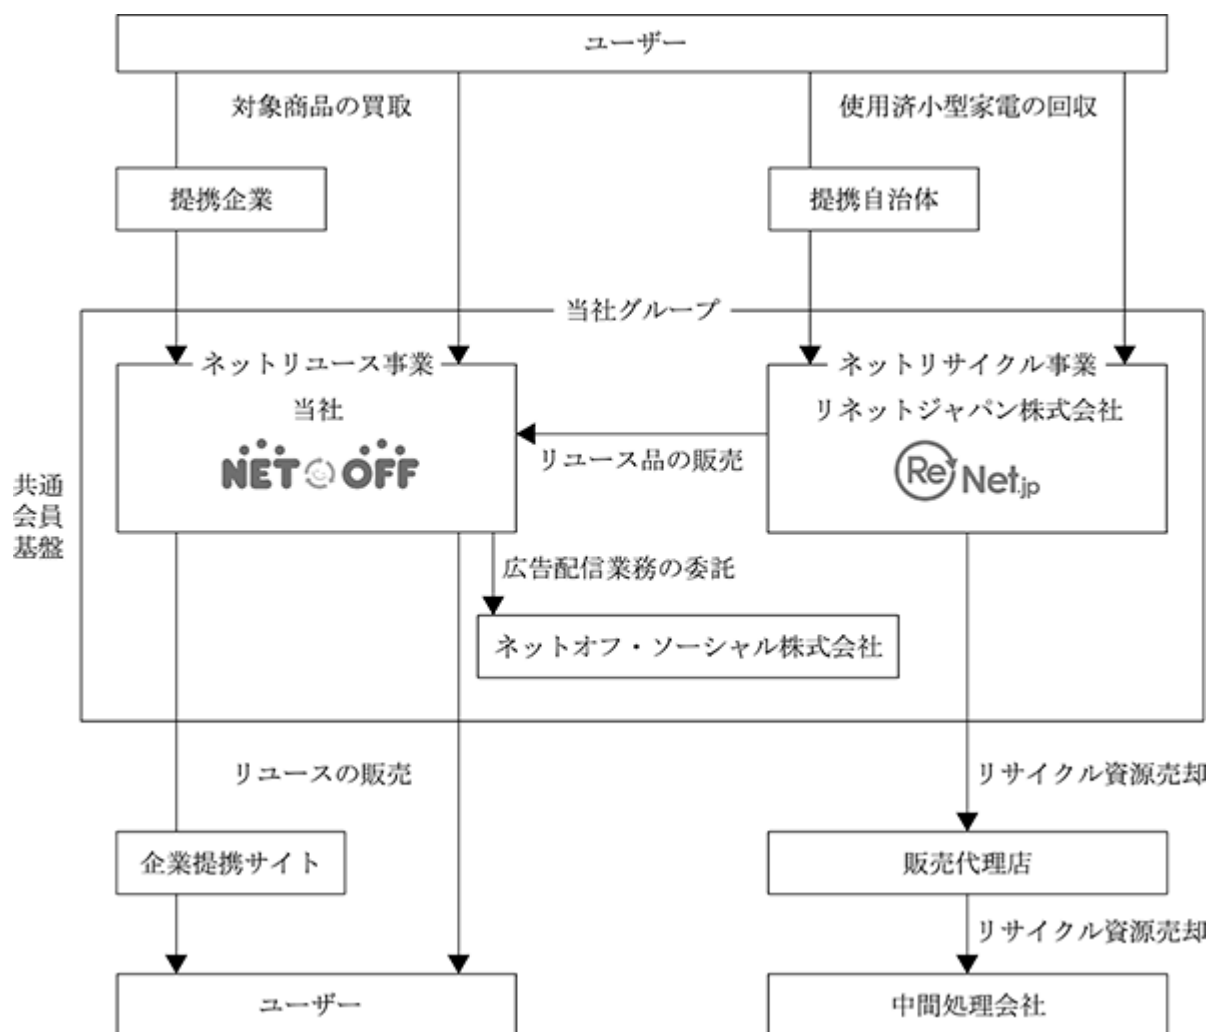 ユーザー
対象商品の買取
使用済小型家電の回収
提携企業
提携自治体
当社グループ
ネットリユース事業
ネットリサイクル事業
当社
リネットジャパン株式会社
NET OFF
リユース品の販売
Re Net.jp
共通
会員
基盤
広告配信業務の委託
ネットオフ・ソーシャル株式会社
リユースの販売
リサイクル資源売却
企業提携サイト
販売代理店
リサイクル資源売却
ユーザー
中間処理会社